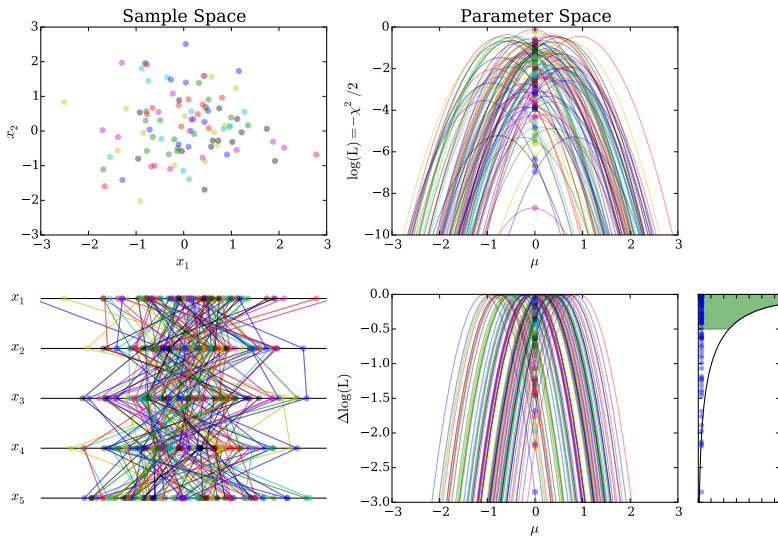 Sample Space
3
2
1
0
−1
−2
−3
x₂
−3 −2 −1 0 1 2 3
x₁
Parameter Space
0
−2
−4
−6
−8
−10
log(L) = −χ² /2
−3 −2 −1 0 1 2 3
μ
x₁
x₂
x₃
x₄
x₅
0.0
−0.5
−1.0
−1.5
−2.0
−2.5
−3.0
Δlog(L)
−3 −2 −1 0 1 2 3
μ